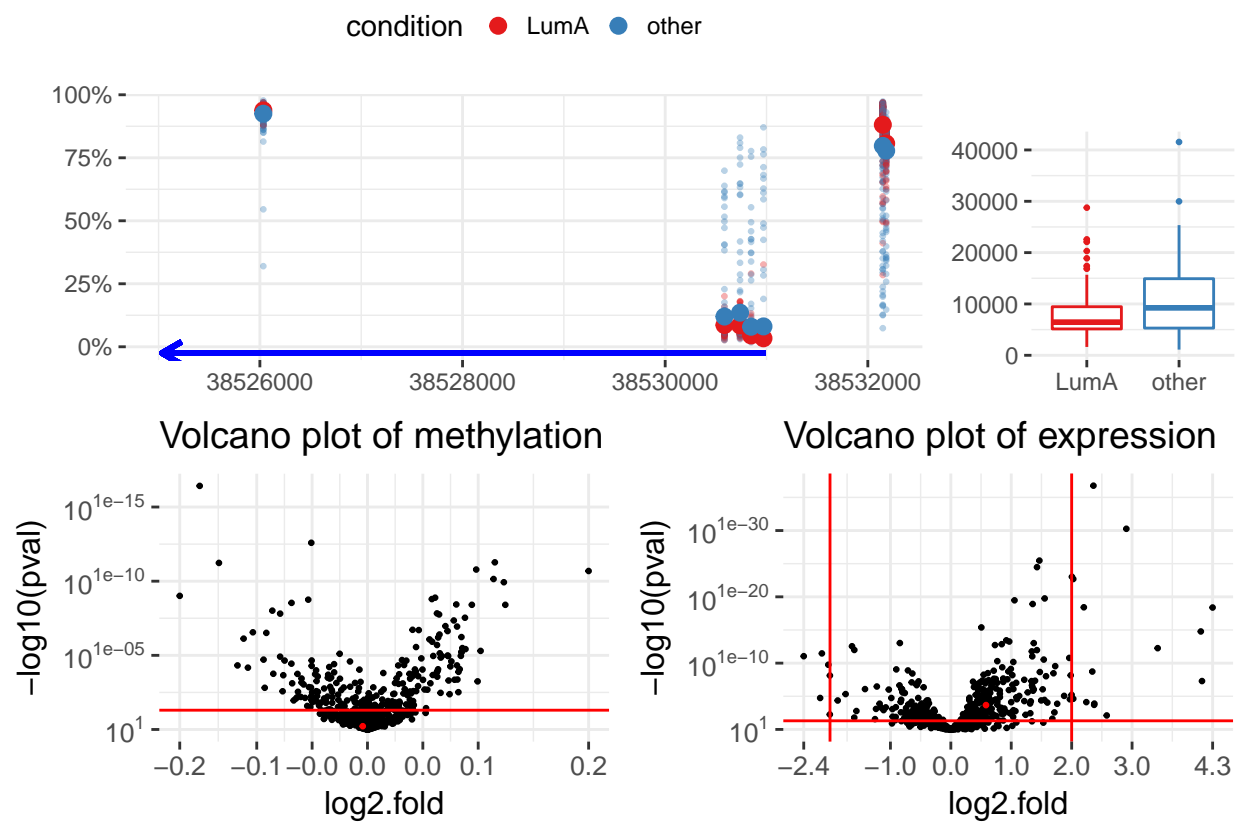 condition LumA other
100%
75%
50%
25%
0%
38526000 38528000 38530000 38532000
40000
30000
20000
10000
0
LumA other
Volcano plot of methylation
−log10(pval)
10^1e−15
10^1e−10
10^1e−05
10^1
−0.2 −0.1 −0.0 0.0 0.0 0.1 0.2
log2.fold
Volcano plot of expression
−log10(pval)
10^1e−30
10^1e−20
10^1e−10
10^1
−2.4 −1.0 0.0 1.0 2.0 3.0 4.3
log2.fold